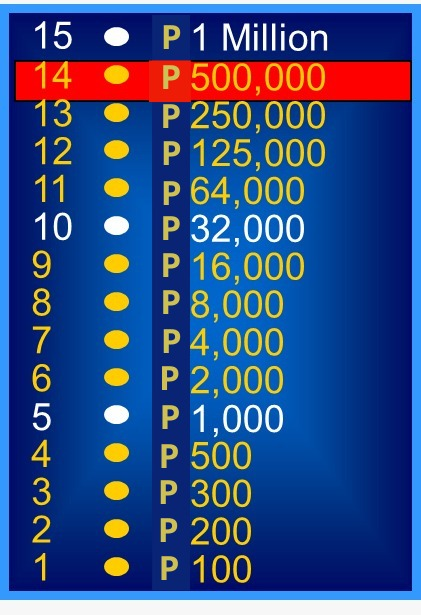 15 P 1 Million
14 P 500,000
13 P 250,000
12 P 125,000
11 P 64,000
10 P 32,000
9 P 16,000
8 P 8,000
7 P 4,000
6 P 2,000
5 P 1,000
4 P 500
3 P 300
2 P 200
1 P 100